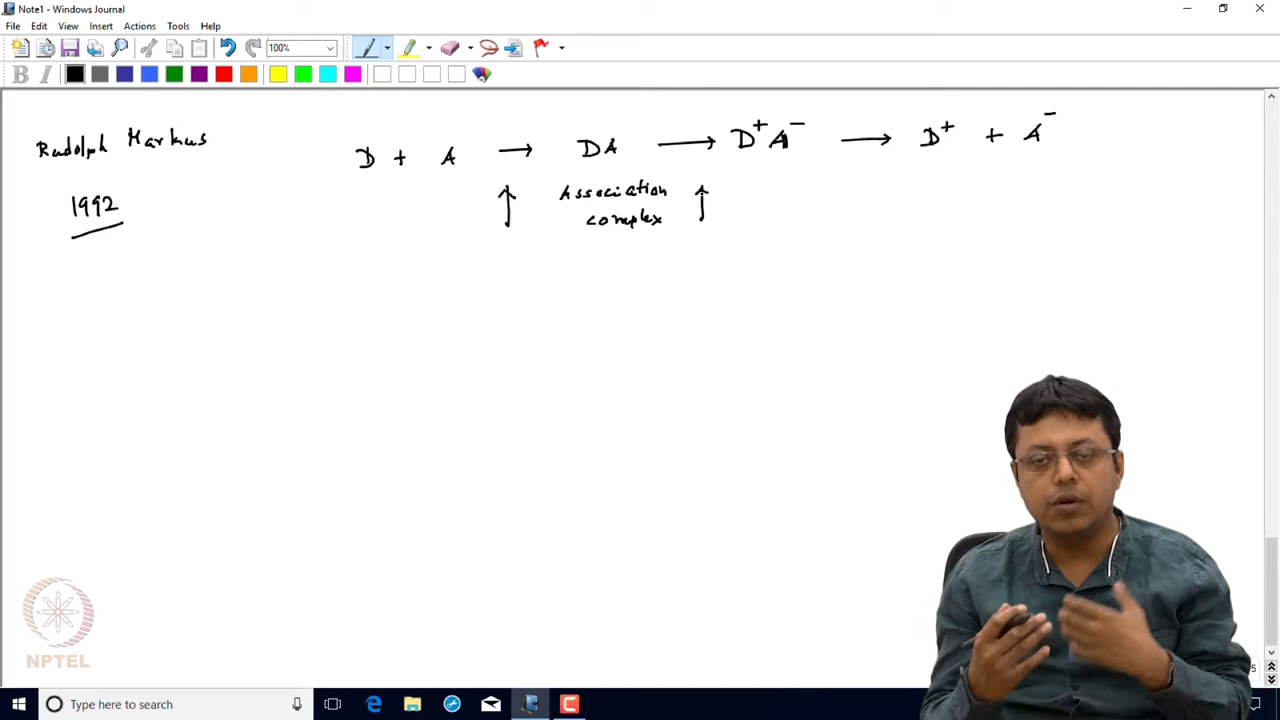 Note1 - Windows Journal
File Edit View Insert Actions Tools Help
100%
B I
Rudolph Markus
1992
D + A → DA → D⁺A⁻ → D⁺ + A⁻
↑ Association ↑
complex
NPTEL
5
Type here to search